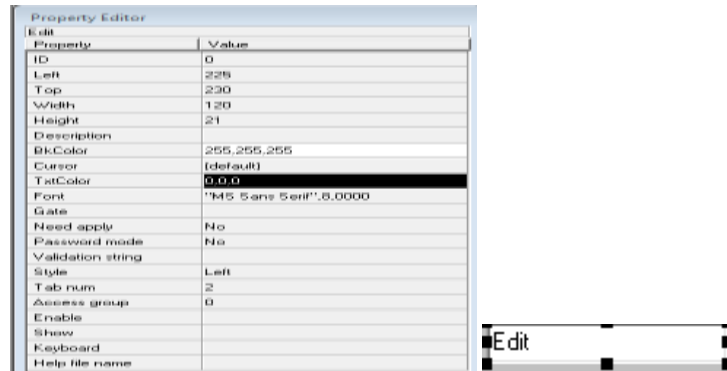 Property Editor
Edit
Property Value
ID 0
Left 225
Top 230
Width 120
Height 21
Description
BkColor 255,255,255
Cursor (default)
TxtColor 0,0,0
Font "MS Sans Serif",8,0000
Gate
Need apply No
Password mode No
Validation string
Style Left
Tab num 2
Access group 0
Enable
Show
Keyboard
Help file name
Edit